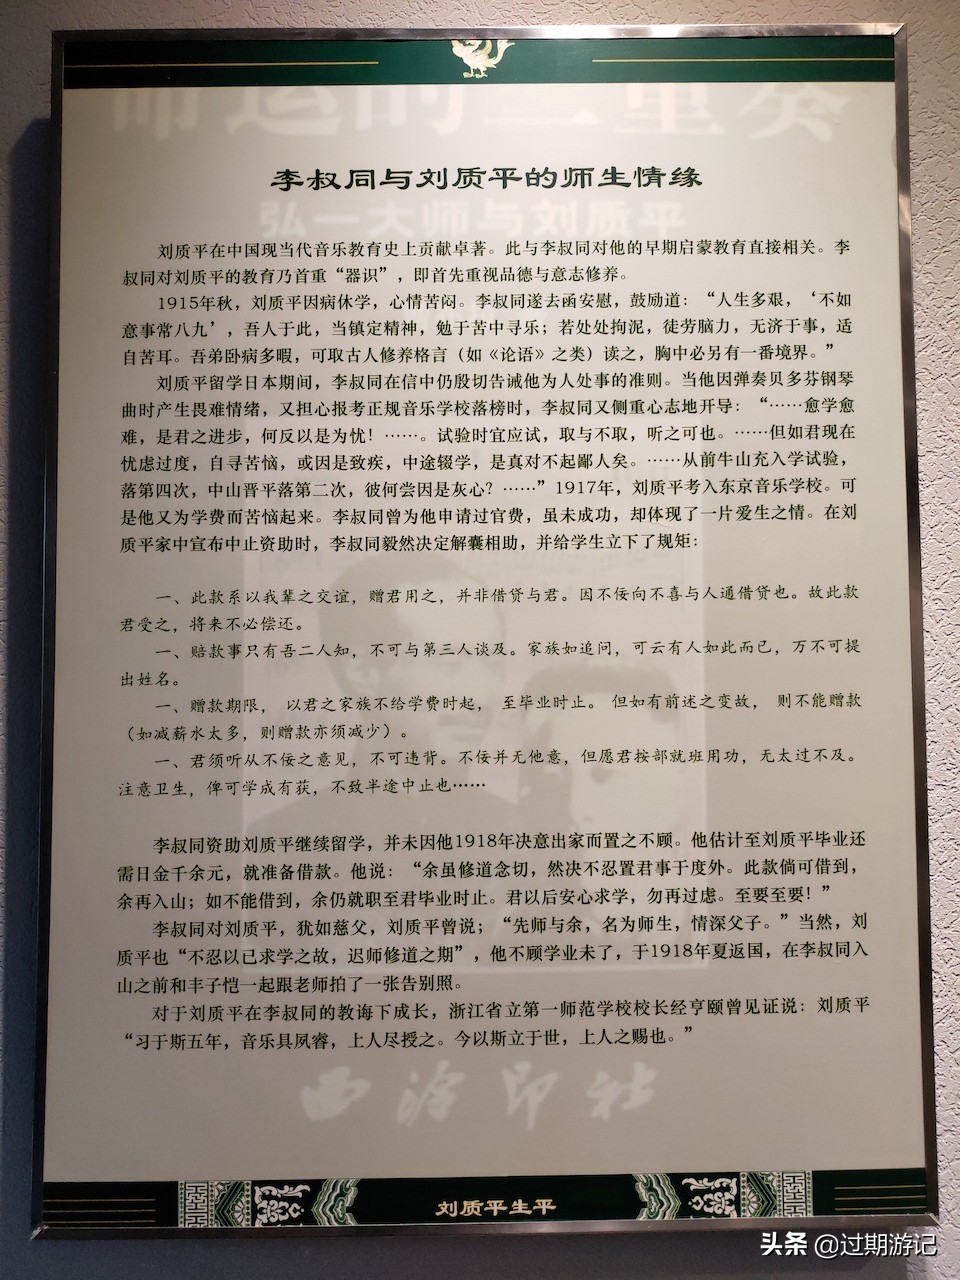 命运的二重奏
李叔同与刘质平的师生情缘
弘一大师与刘质平
刘质平在中国现当代音乐教育史上贡献卓著。此与李叔同对他的早期启蒙教育直接相关。李
叔同对刘质平的教育乃首重“器识”，即首先重视品德与意志修养。
1915年秋，刘质平因病休学，心情苦闷。李叔同遂去函安慰，鼓励道：“人生多艰，‘不如
意事常八九’，吾人于此，当镇定精神，勉于苦中寻乐；若处处拘泥，徒劳脑力，无济于事，适
自苦耳。吾弟卧病多暇，可取古人修养格言（如《论语》之类）读之，胸中必另有一番境界。”
刘质平留学日本期间，李叔同在信中仍殷切告诫他为人处事的准则。当他因弹奏贝多芬钢琴
曲时产生畏难情绪，又担心报考正规音乐学校落榜时，李叔同又侧重心志地开导：“……愈学愈
难，是君之进步，何反以是为忧！……。试验时宜应试，取与不取，听之可也。……但如君现在
忧虑过度，自寻苦恼，或因是致疾，中途辍学，是真对不起鄙人矣。……从前牛山充入学试验，
落第四次，中山晋平落第二次，彼何尝因是灰心？……”1917年，刘质平考入东京音乐学校。可
是他又为学费而苦恼起来。李叔同曾为他申请过官费，虽未成功，却体现了一片爱生之情。在刘
质平家中宣布中止资助时，李叔同毅然决定解囊相助，并给学生立下了规矩：
一、此款系以我辈之交谊，赠君用之，并非借贷与君。因不佞向不喜与人通借贷也。故此款
君受之，将来不必偿还。
一、赔款事只有吾二人知，不可与第三人谈及。家族如追问，可云有人如此而已，万不可提
出姓名。
一、赠款期限， 以君之家族不给学费时起， 至毕业时止。 但如有前述之变故， 则不能赠款
（如减薪水太多，则赠款亦须减少）。
一、君须听从不佞之意见，不可违背。不佞并无他意，但愿君按部就班用功，无太过不及。
注意卫生，俾可学成有获，不致半途中止也……
李叔同资助刘质平继续留学，并未因他1918年决意出家而置之不顾。他估计至刘质平毕业还
需日金千余元，就准备借款。他说：“余虽修道念切，然决不忍置君事于度外。此款倘可借到，
余再入山；如不能借到，余仍就职至君毕业时止。君以后安心求学，勿再过虑。至要至要！”
李叔同对刘质平，犹如慈父，刘质平曾说；“先师与余，名为师生，情深父子。”当然，刘
质平也“不忍以己求学之故，迟师修道之期”，他不顾学业未了，于1918年夏返国，在李叔同入
山之前和丰子恺一起跟老师拍了一张告别照。
对于刘质平在李叔同的教诲下成长，浙江省立第一师范学校校长经亨颐曾见证说：刘质平
“习于斯五年，音乐具夙睿，上人尽授之。今以斯立于世，上人之赐也。”
西泠印社
刘质平生平
头条 @过期游记